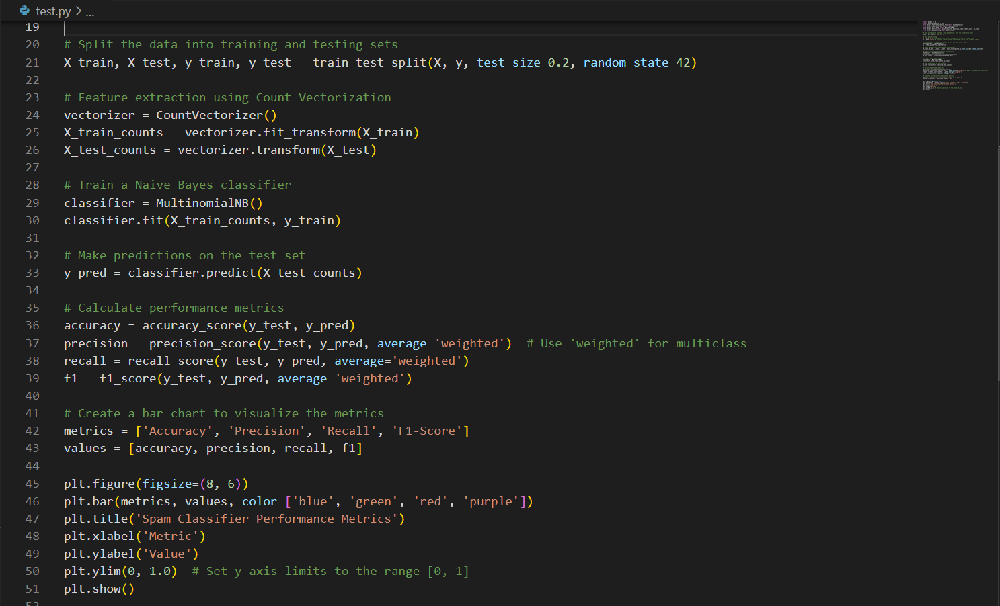 test.py > ...
19
20 # Split the data into training and testing sets
21 X_train, X_test, y_train, y_test = train_test_split(X, y, test_size=0.2, random_state=42)
22
23 # Feature extraction using Count Vectorization
24 vectorizer = CountVectorizer()
25 X_train_counts = vectorizer.fit_transform(X_train)
26 X_test_counts = vectorizer.transform(X_test)
27
28 # Train a Naive Bayes classifier
29 classifier = MultinomialNB()
30 classifier.fit(X_train_counts, y_train)
31
32 # Make predictions on the test set
33 y_pred = classifier.predict(X_test_counts)
34
35 # Calculate performance metrics
36 accuracy = accuracy_score(y_test, y_pred)
37 precision = precision_score(y_test, y_pred, average='weighted')  # Use 'weighted' for multiclass
38 recall = recall_score(y_test, y_pred, average='weighted')
39 f1 = f1_score(y_test, y_pred, average='weighted')
40
41 # Create a bar chart to visualize the metrics
42 metrics = ['Accuracy', 'Precision', 'Recall', 'F1-Score']
43 values = [accuracy, precision, recall, f1]
44
45 plt.figure(figsize=(8, 6))
46 plt.bar(metrics, values, color=['blue', 'green', 'red', 'purple'])
47 plt.title('Spam Classifier Performance Metrics')
48 plt.xlabel('Metric')
49 plt.ylabel('Value')
50 plt.ylim(0, 1.0)  # Set y-axis limits to the range [0, 1]
51 plt.show()
52